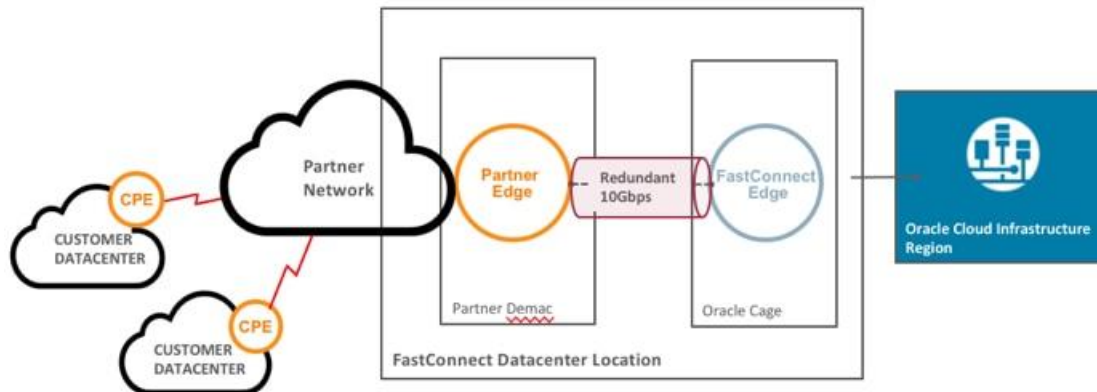 CPE
CUSTOMER
DATACENTER
CPE
CUSTOMER
DATACENTER
Partner
Network
Partner
Edge
Redundant
10Gbps
FastConnect
Edge
Partner Demac
Oracle Cage
FastConnect Datacenter Location
Oracle Cloud Infrastructure
Region